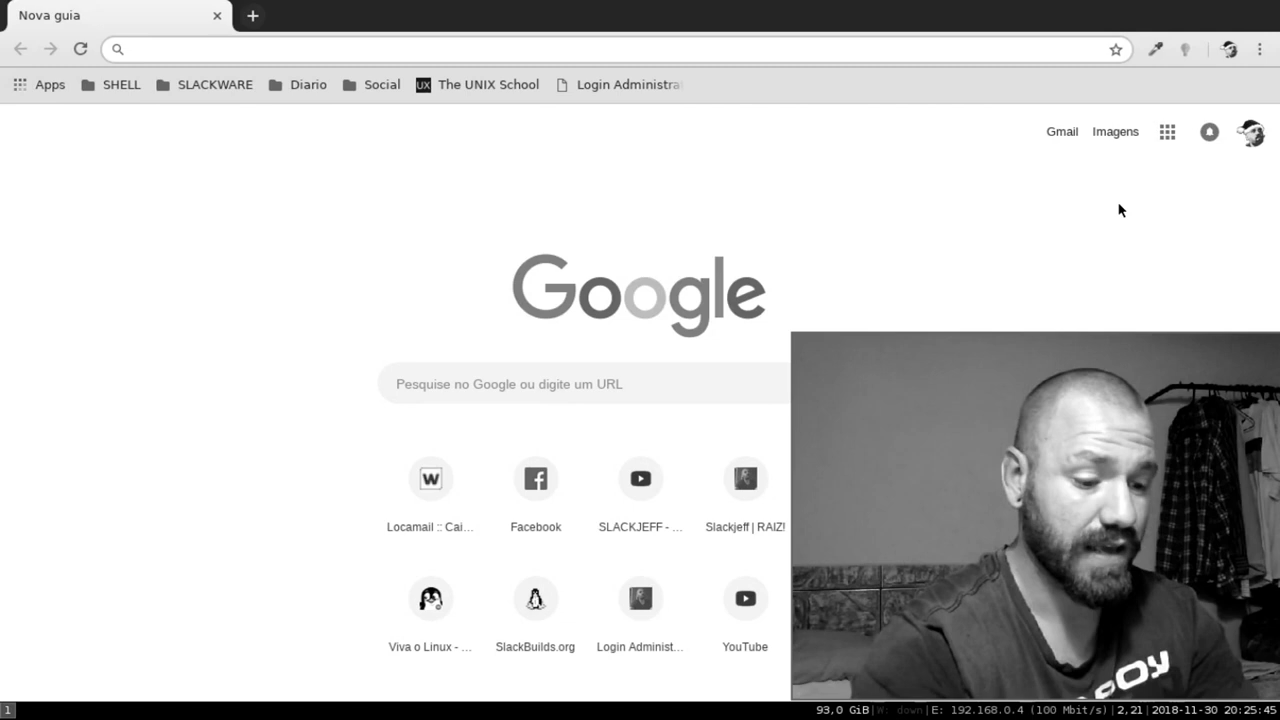 Nova guia
Apps SHELL SLACKWARE Diario Social UX The UNIX School Login Administra
Gmail Imagens
Google
Pesquise no Google ou digite um URL
W
Locamail :: Cai… Facebook SLACKJEFF - … Slackjeff | RAIZ!
Viva o Linux - … SlackBuilds.org Login Administ… YouTube
1 93,0 GiB|W: down|E: 192.168.0.4 (100 Mbit/s)|2,21|2018-11-30 20:25:45